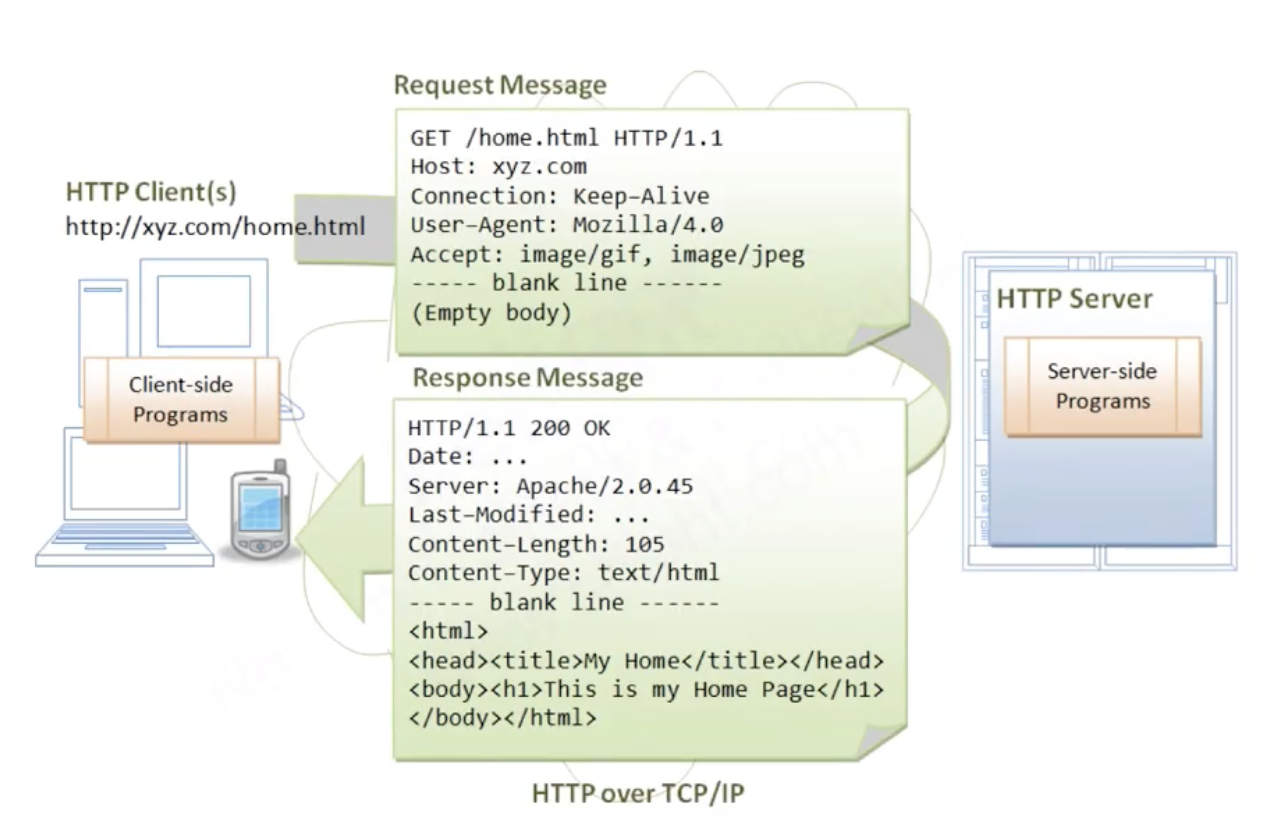 Request Message
GET /home.html HTTP/1.1
Host: xyz.com
Connection: Keep-Alive
User-Agent: Mozilla/4.0
Accept: image/gif, image/jpeg
----- blank line ------
(Empty body)
HTTP Client(s)
http://xyz.com/home.html
Client-side
Programs
HTTP Server
Server-side
Programs
Response Message
HTTP/1.1 200 OK
Date: ...
Server: Apache/2.0.45
Last-Modified: ...
Content-Length: 105
Content-Type: text/html
----- blank line ------
<html>
<head><title>My Home</title></head>
<body><h1>This is my Home Page</h1>
</body></html>
HTTP over TCP/IP